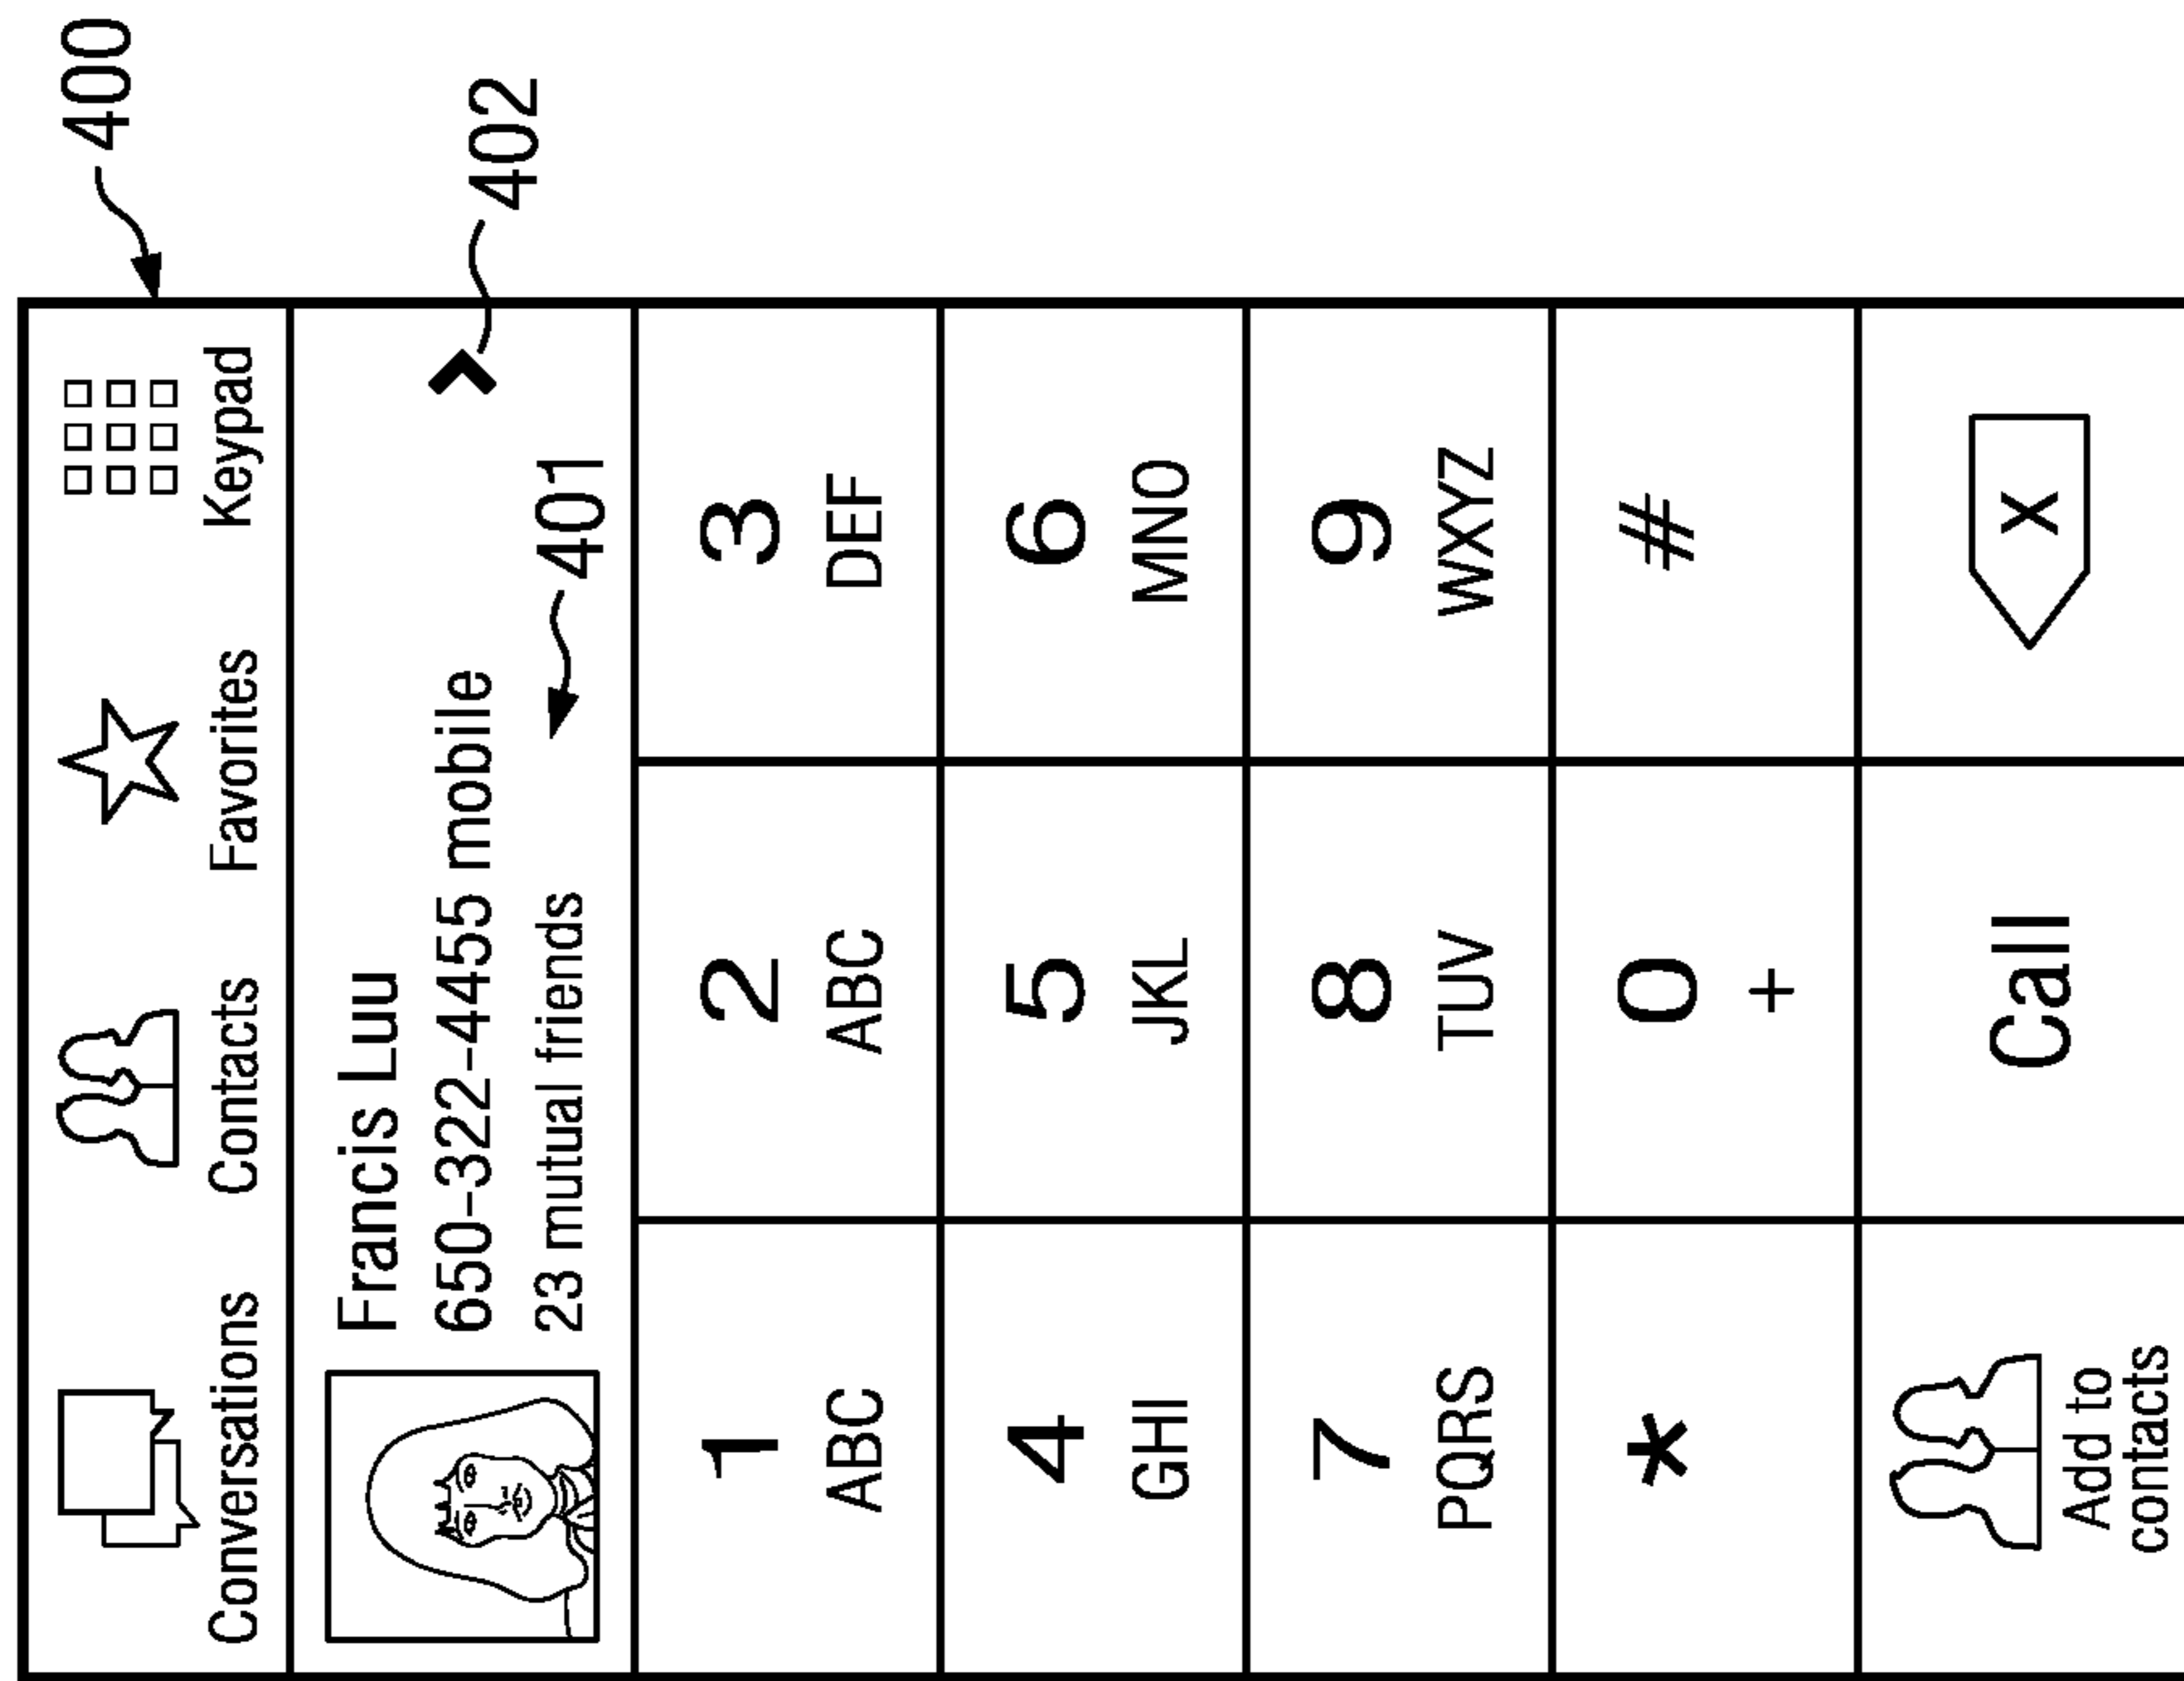 400
Conversations Contacts Favorites Keypad
Francis Luu
402
650-322-4455 mobile
23 mutual friends
401
1 2 3
ABC ABC DEF
4 5 6
GHI JKL MNO
7 8 9
PQRS TUV WXYZ
* 0 #
+
Call X
Add to
contacts